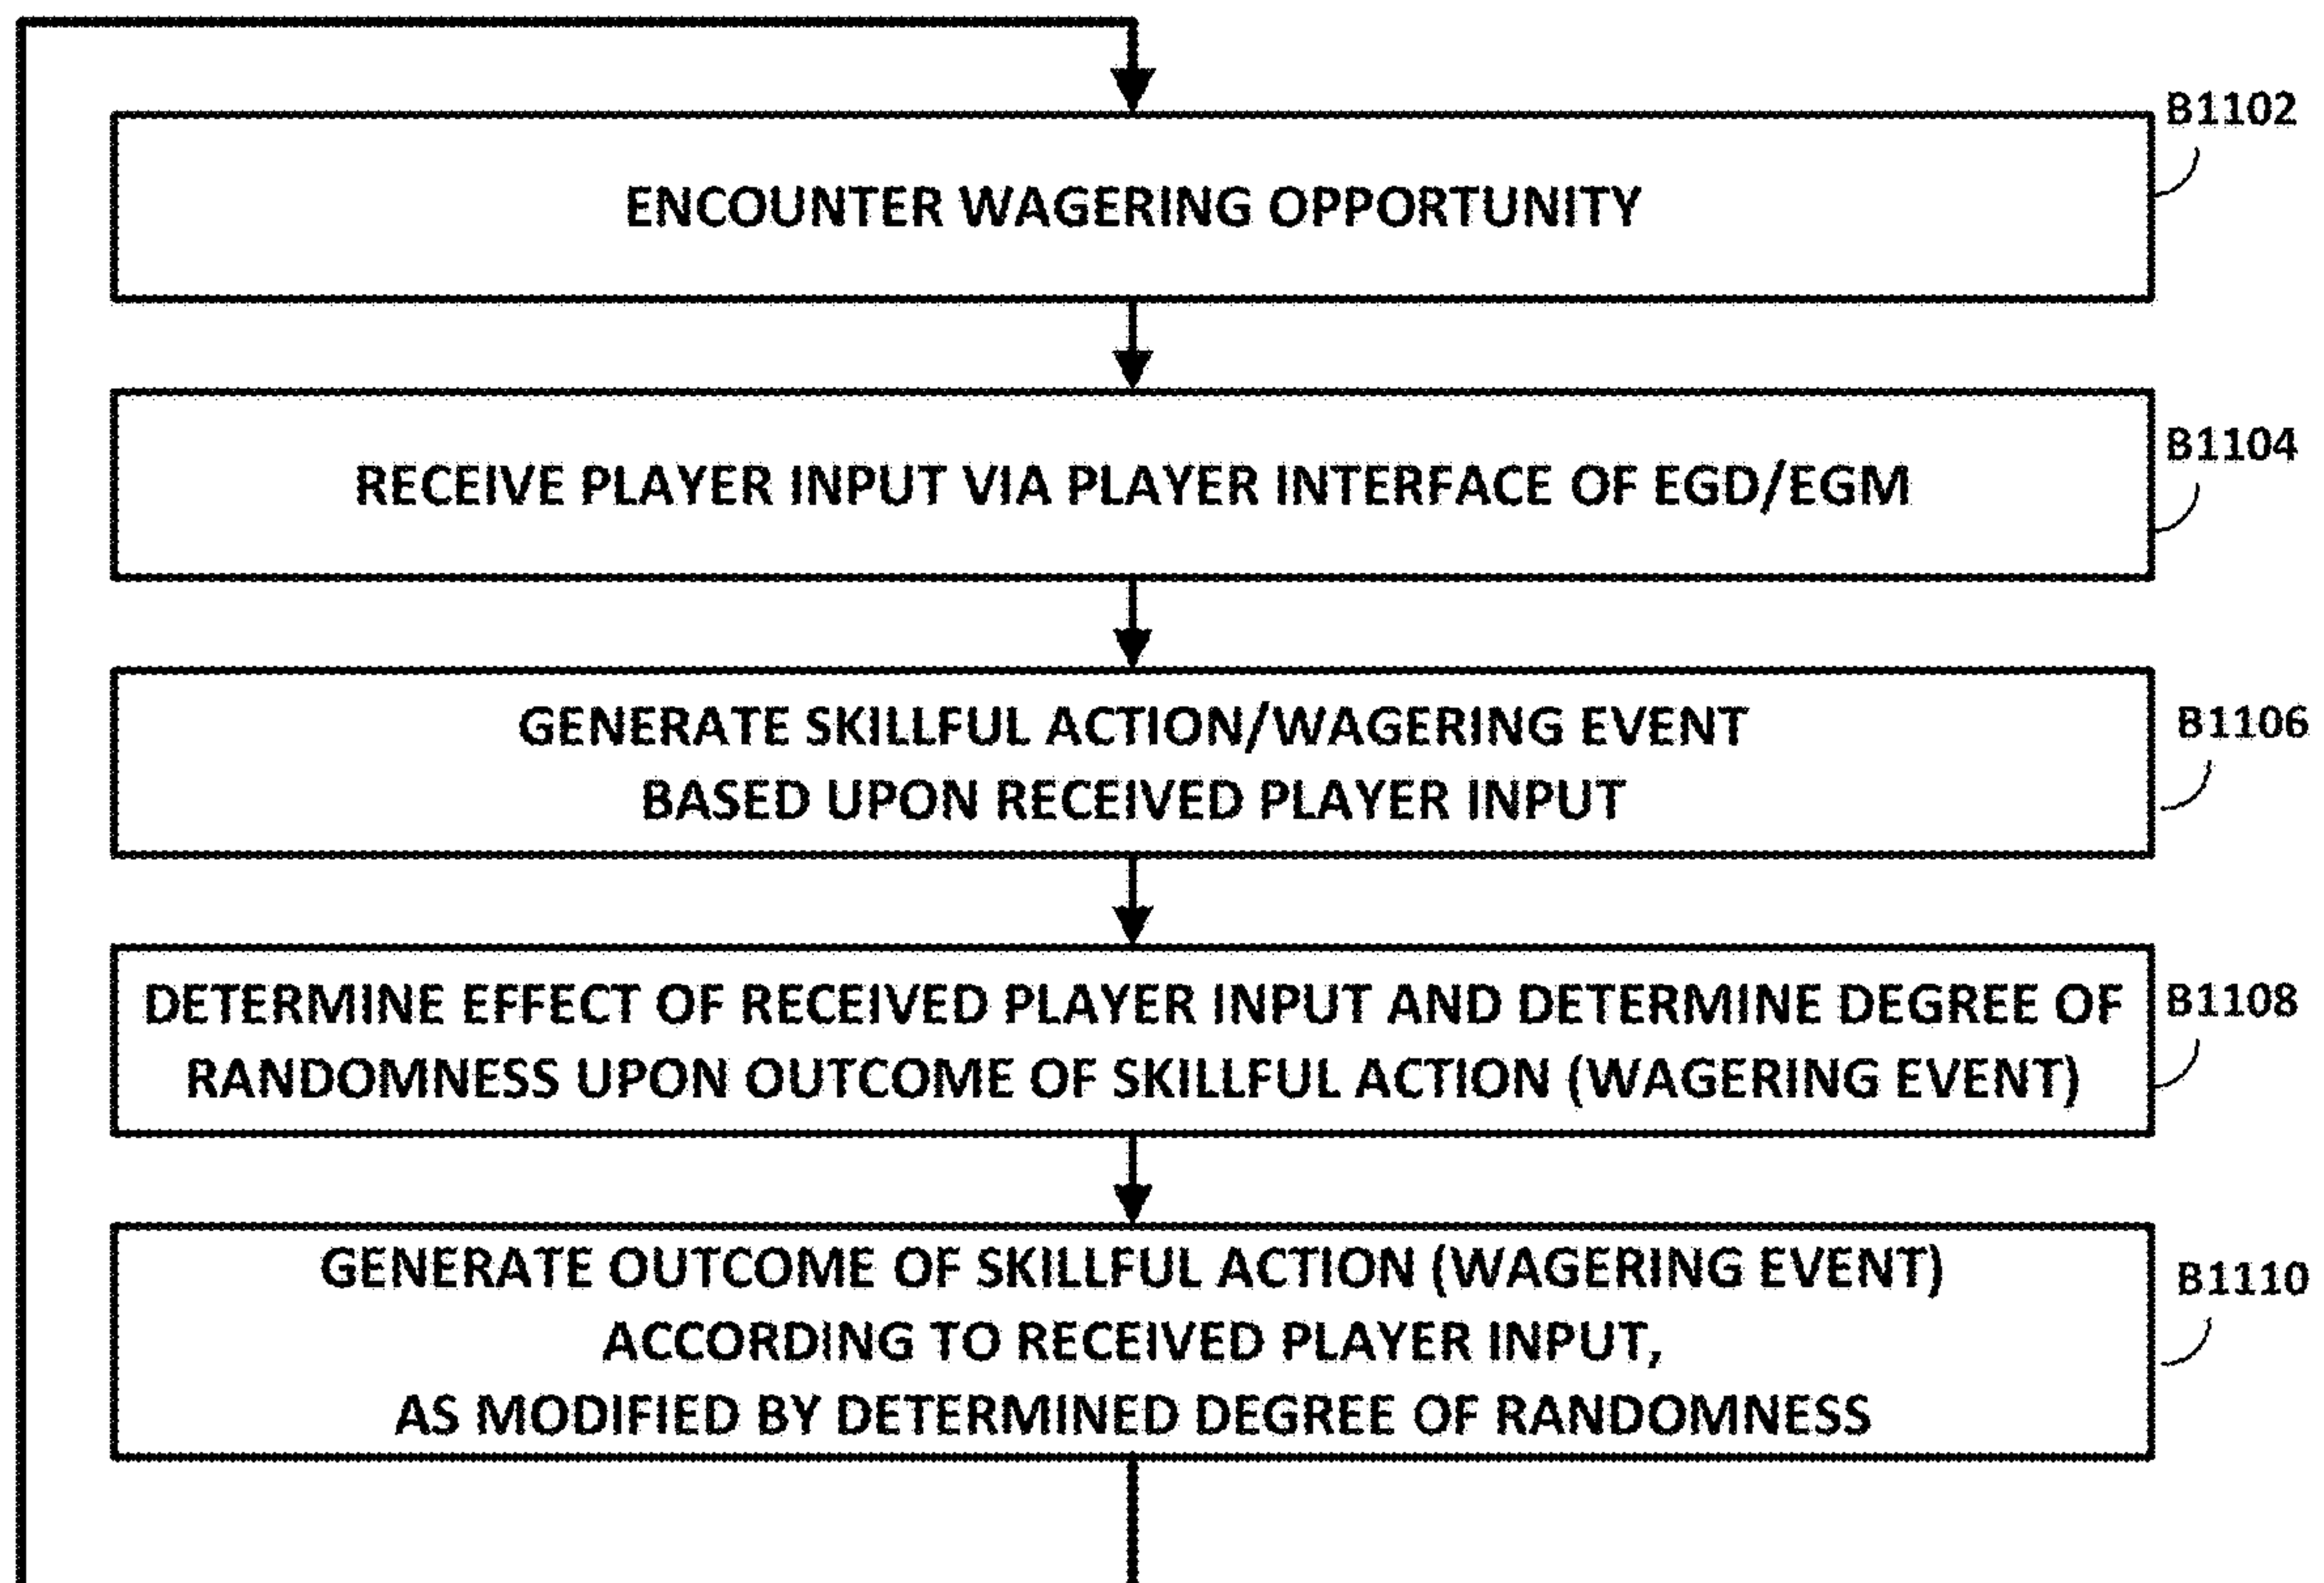 B1102
ENCOUNTER WAGERING OPPORTUNITY
B1104
RECEIVE PLAYER INPUT VIA PLAYER INTERFACE OF EGD/EGM
B1106
GENERATE SKILLFUL ACTION/WAGERING EVENT
BASED UPON RECEIVED PLAYER INPUT
B1108
DETERMINE EFFECT OF RECEIVED PLAYER INPUT AND DETERMINE DEGREE OF
RANDOMNESS UPON OUTCOME OF SKILLFUL ACTION (WAGERING EVENT)
B1110
GENERATE OUTCOME OF SKILLFUL ACTION (WAGERING EVENT)
ACCORDING TO RECEIVED PLAYER INPUT,
AS MODIFIED BY DETERMINED DEGREE OF RANDOMNESS